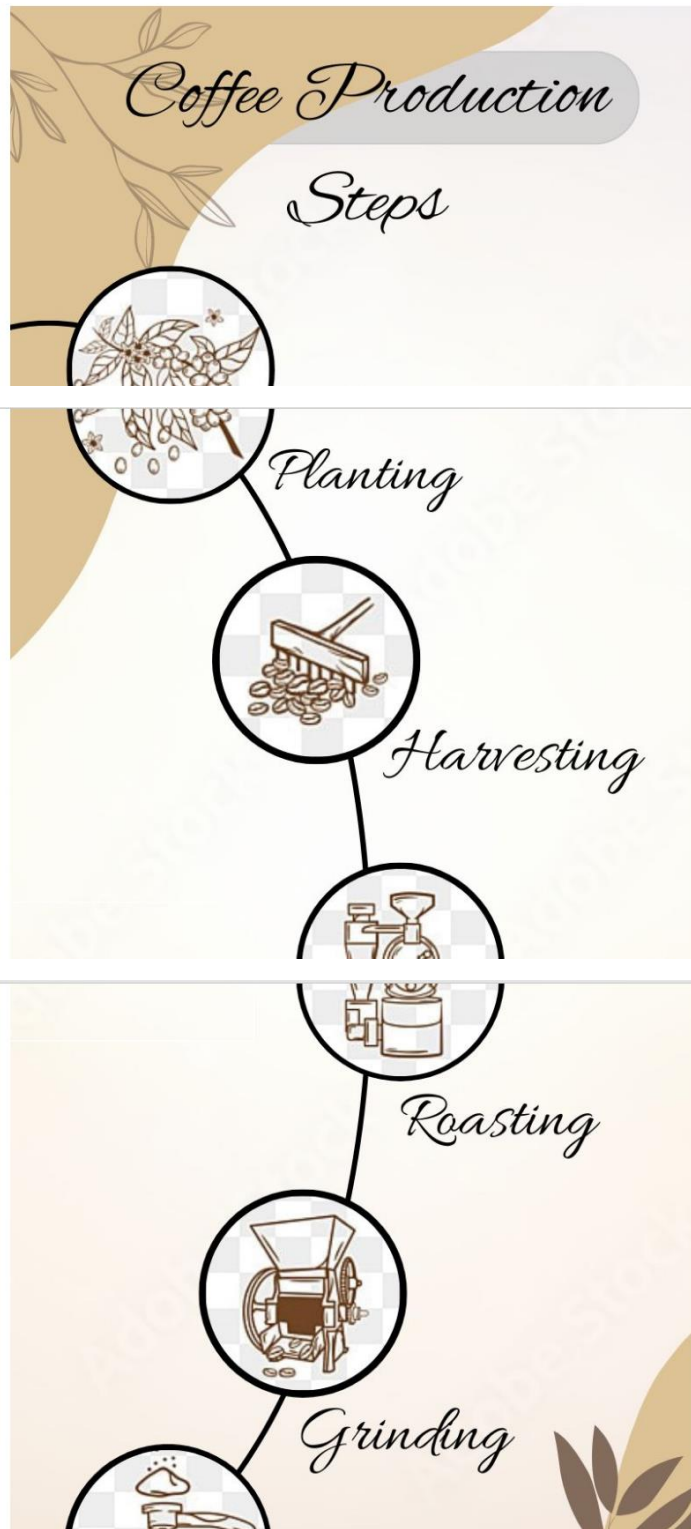 Coffee Production
Steps
Planting
Harvesting
Roasting
Grinding